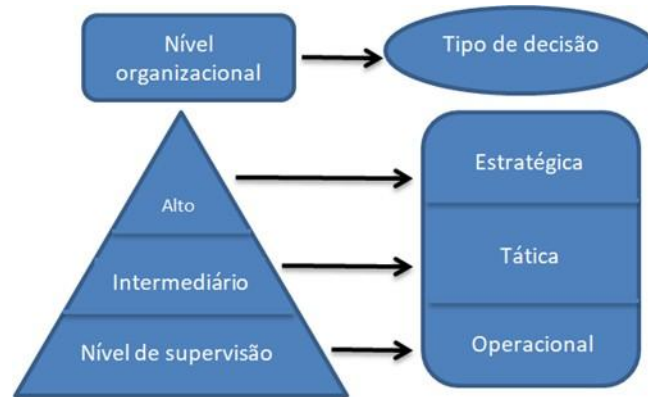 Nível
organizacional
Tipo de decisão
Alto
Estratégica
Intermediário
Tática
Nível de supervisão
Operacional